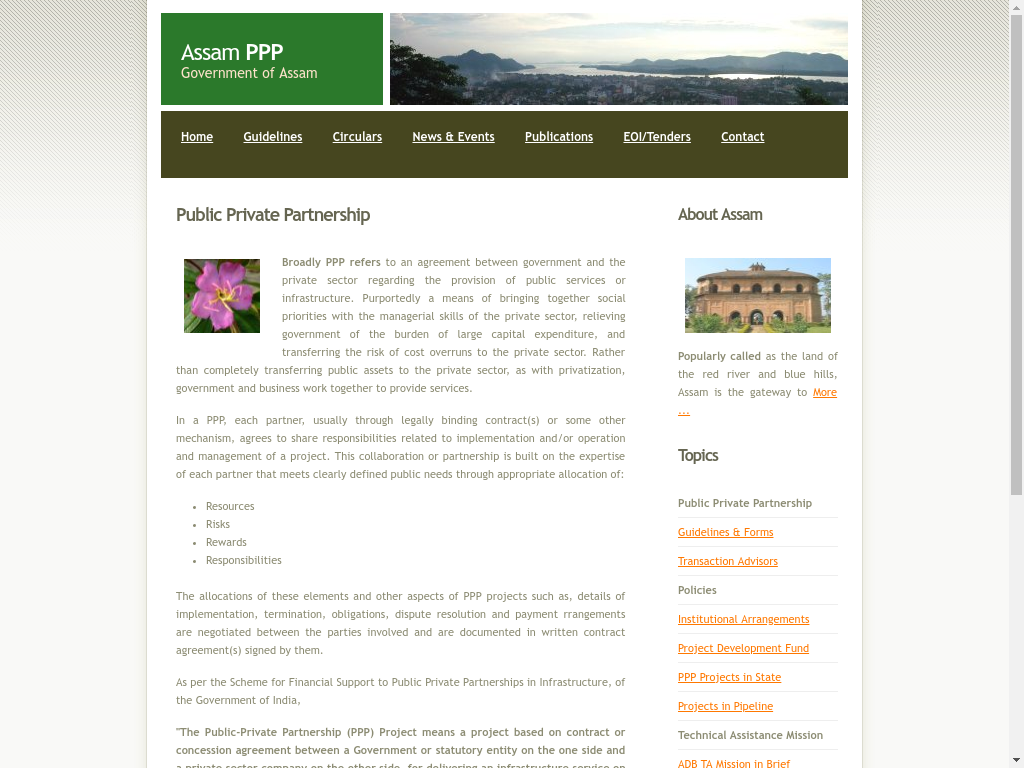 Assam PPP
Government of Assam
Home Guidelines Circulars News & Events Publications EOI/Tenders Contact
Public Private Partnership
Broadly PPP refers to an agreement between government and the
private sector regarding the provision of public services or
infrastructure. Purportedly a means of bringing together social
priorities with the managerial skills of the private sector, relieving
government of the burden of large capital expenditure, and
transferring the risk of cost overruns to the private sector. Rather
than completely transferring public assets to the private sector, as with privatization,
government and business work together to provide services.
In a PPP, each partner, usually through legally binding contract(s) or some other
mechanism, agrees to share responsibilities related to implementation and/or operation
and management of a project. This collaboration or partnership is built on the expertise
of each partner that meets clearly defined public needs through appropriate allocation of:
• Resources
• Risks
• Rewards
• Responsibilities
The allocations of these elements and other aspects of PPP projects such as, details of
implementation, termination, obligations, dispute resolution and payment rrangements
are negotiated between the parties involved and are documented in written contract
agreement(s) signed by them.
As per the Scheme for Financial Support to Public Private Partnerships in Infrastructure, of
the Government of India,
"The Public-Private Partnership (PPP) Project means a project based on contract or
concession agreement between a Government or statutory entity on the one side and
a private sector company on the other side, for delivering an infrastructure service on
About Assam
Popularly called as the land of
the red river and blue hills,
Assam is the gateway to More
...
Topics
Public Private Partnership
Guidelines & Forms
Transaction Advisors
Policies
Institutional Arrangements
Project Development Fund
PPP Projects in State
Projects in Pipeline
Technical Assistance Mission
ADB TA Mission in Brief